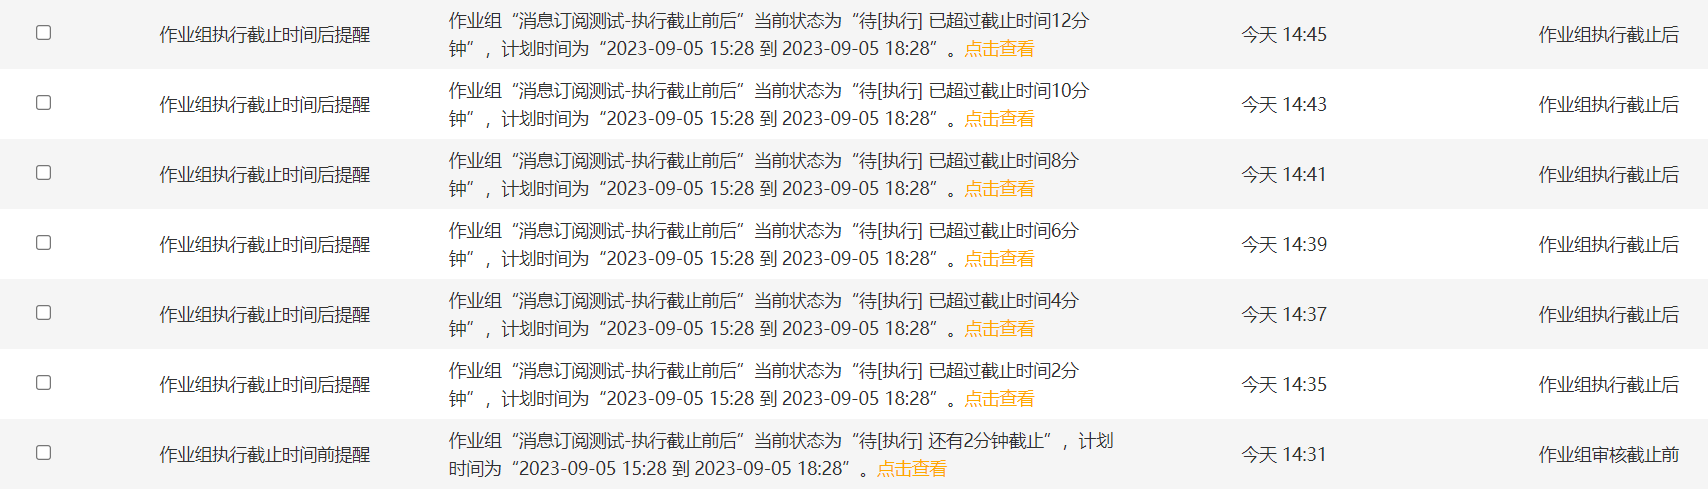 作业组执行截止时间后提醒
作业组“消息订阅测试-执行截止前后”当前状态为“待[执行] 已超过截止时间12分
钟”，计划时间为“2023-09-05 15:28 到 2023-09-05 18:28”。点击查看
今天 14:45
作业组执行截止后
作业组执行截止时间后提醒
作业组“消息订阅测试-执行截止前后”当前状态为“待[执行] 已超过截止时间10分
钟”，计划时间为“2023-09-05 15:28 到 2023-09-05 18:28”。点击查看
今天 14:43
作业组执行截止后
作业组执行截止时间后提醒
作业组“消息订阅测试-执行截止前后”当前状态为“待[执行] 已超过截止时间8分
钟”，计划时间为“2023-09-05 15:28 到 2023-09-05 18:28”。点击查看
今天 14:41
作业组执行截止后
作业组执行截止时间后提醒
作业组“消息订阅测试-执行截止前后”当前状态为“待[执行] 已超过截止时间6分
钟”，计划时间为“2023-09-05 15:28 到 2023-09-05 18:28”。点击查看
今天 14:39
作业组执行截止后
作业组执行截止时间后提醒
作业组“消息订阅测试-执行截止前后”当前状态为“待[执行] 已超过截止时间4分
钟”，计划时间为“2023-09-05 15:28 到 2023-09-05 18:28”。点击查看
今天 14:37
作业组执行截止后
作业组执行截止时间后提醒
作业组“消息订阅测试-执行截止前后”当前状态为“待[执行] 已超过截止时间2分
钟”，计划时间为“2023-09-05 15:28 到 2023-09-05 18:28”。点击查看
今天 14:35
作业组执行截止后
作业组执行截止时间前提醒
作业组“消息订阅测试-执行截止前后”当前状态为“待[执行] 还有2分钟截止”，计划
时间为“2023-09-05 15:28 到 2023-09-05 18:28”。点击查看
今天 14:31
作业组审核截止前